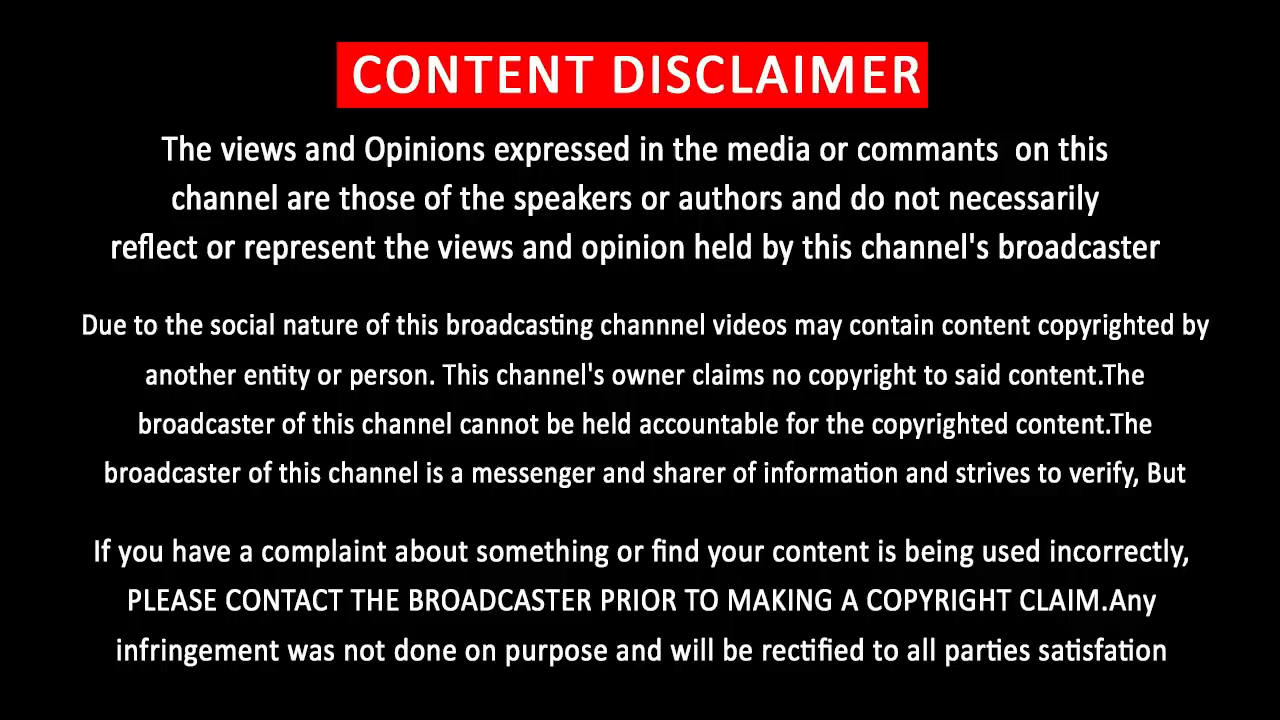 CONTENT DISCLAIMER
The views and Opinions expressed in the media or commants on this
channel are those of the speakers or authors and do not necessarily
reflect or represent the views and opinion held by this channel's broadcaster
Due to the social nature of this broadcasting channnel videos may contain content copyrighted by
another entity or person. This channel's owner claims no copyright to said content.The
broadcaster of this channel cannot be held accountable for the copyrighted content.The
broadcaster of this channel is a messenger and sharer of information and strives to verify, But
If you have a complaint about something or find your content is being used incorrectly,
PLEASE CONTACT THE BROADCASTER PRIOR TO MAKING A COPYRIGHT CLAIM.Any
infringement was not done on purpose and will be rectified to all parties satisfation